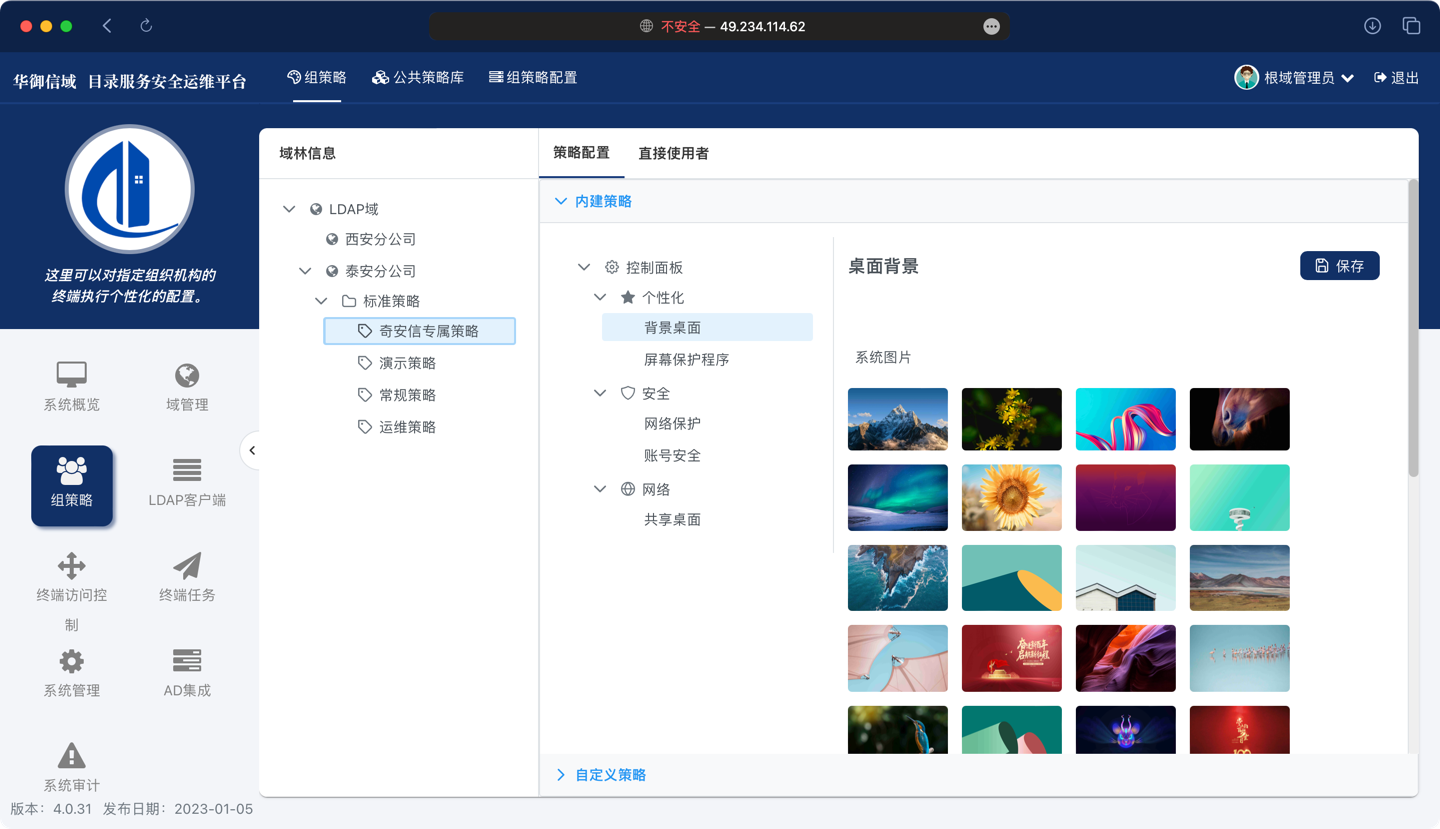 不安全 — 49.234.114.62
华御信域 目录服务安全运维平台
组策略
公共策略库
组策略配置
根域管理员
退出
这里可以对指定组织机构的
终端执行个性化的配置。
系统概览
域管理
组策略
LDAP客户端
终端访问控
制
终端任务
系统管理
AD集成
系统审计
版本：4.0.31 发布日期：2023-01-05
域林信息
LDAP域
西安分公司
泰安分公司
标准策略
奇安信专属策略
演示策略
常规策略
运维策略
策略配置
直接使用者
内建策略
控制面板
个性化
背景桌面
屏幕保护程序
安全
网络保护
账号安全
网络
共享桌面
桌面背景
保存
系统图片
自定义策略